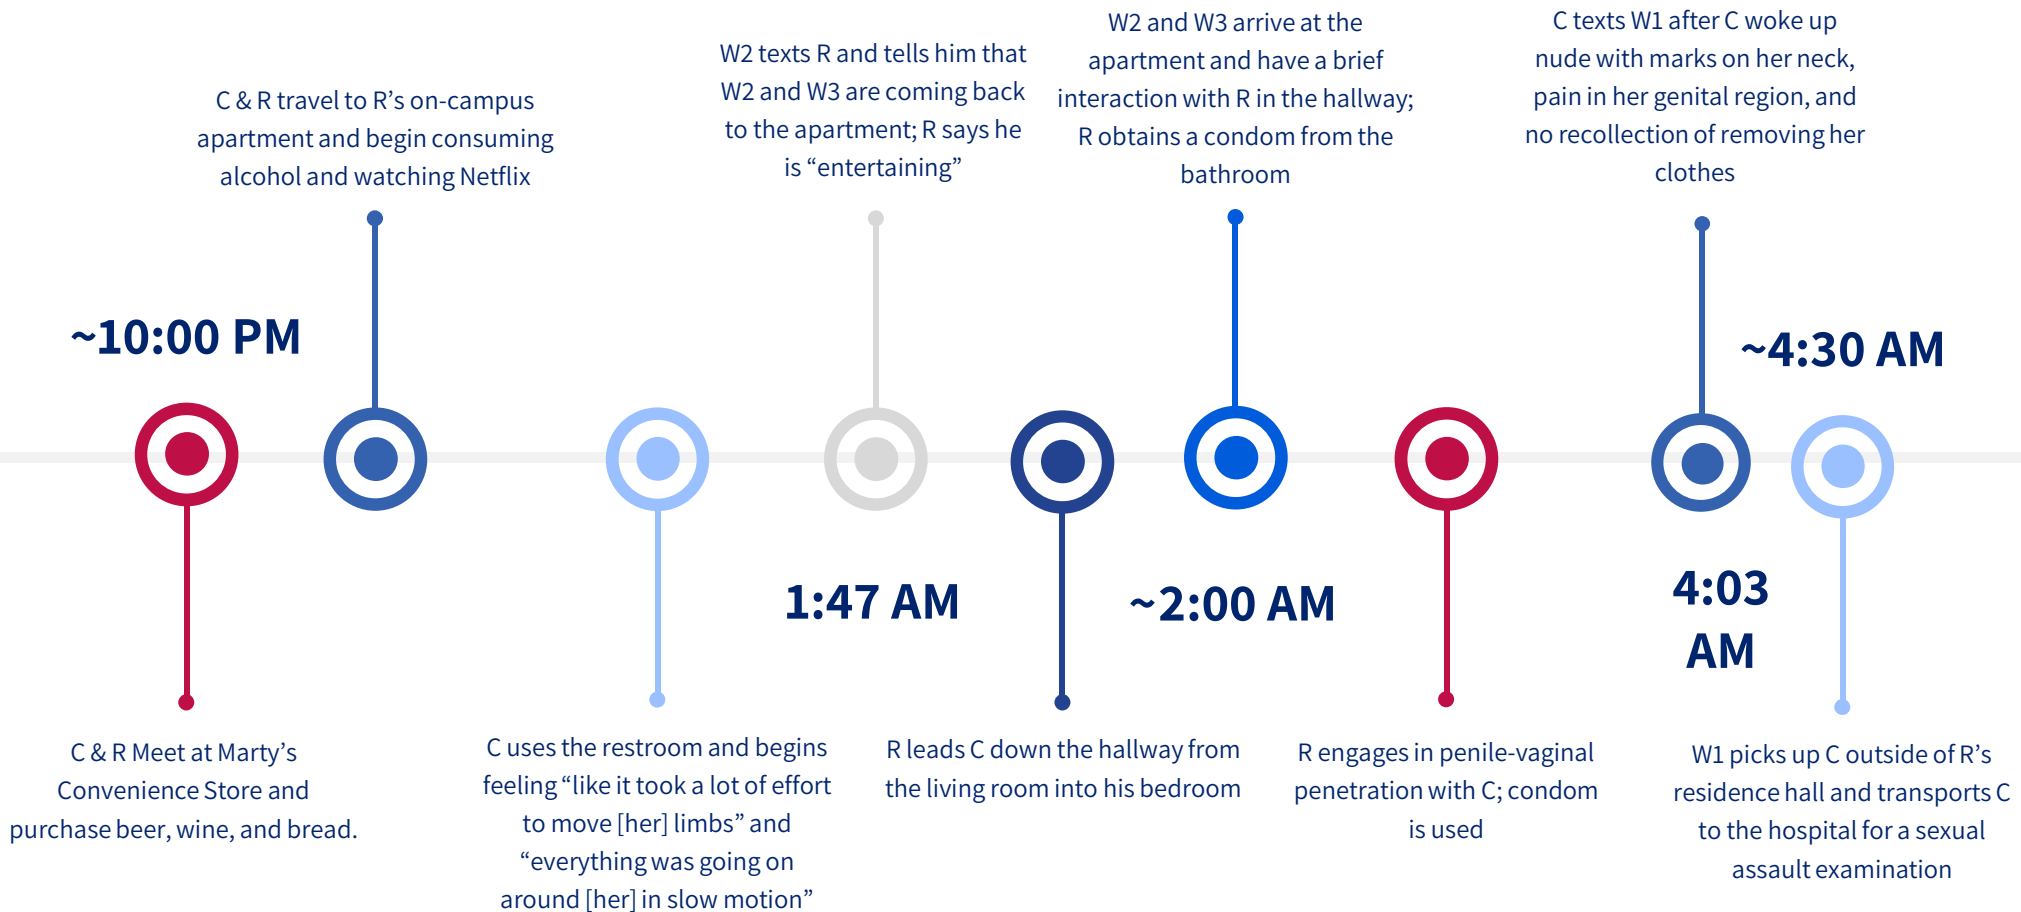 ~10:00 PM
C & R Meet at Marty’s
Convenience Store and
purchase beer, wine, and bread.
C & R travel to R’s on-campus
apartment and begin consuming
alcohol and watching Netflix
C uses the restroom and begins
feeling “like it took a lot of effort
to move [her] limbs” and
“everything was going on
around [her] in slow motion”
W2 texts R and tells him that
W2 and W3 are coming back
to the apartment; R says he
is “entertaining”
1:47 AM
R leads C down the hallway from
the living room into his bedroom
W2 and W3 arrive at the
apartment and have a brief
interaction with R in the hallway;
R obtains a condom from the
bathroom
~2:00 AM
R engages in penile-vaginal
penetration with C; condom
is used
C texts W1 after C woke up
nude with marks on her neck,
pain in her genital region, and
no recollection of removing her
clothes
4:03
AM
~4:30 AM
W1 picks up C outside of R’s
residence hall and transports C
to the hospital for a sexual
assault examination